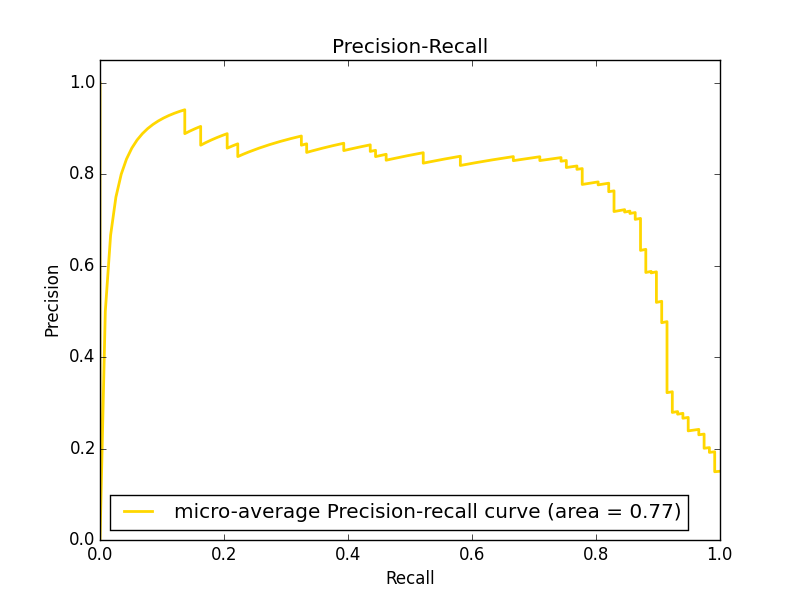 Precision-Recall
1.0
0.8
0.6
0.4
0.2
0.0
Precision
micro-average Precision-recall curve (area = 0.77)
0.0 0.2 0.4 0.6 0.8 1.0
Recall